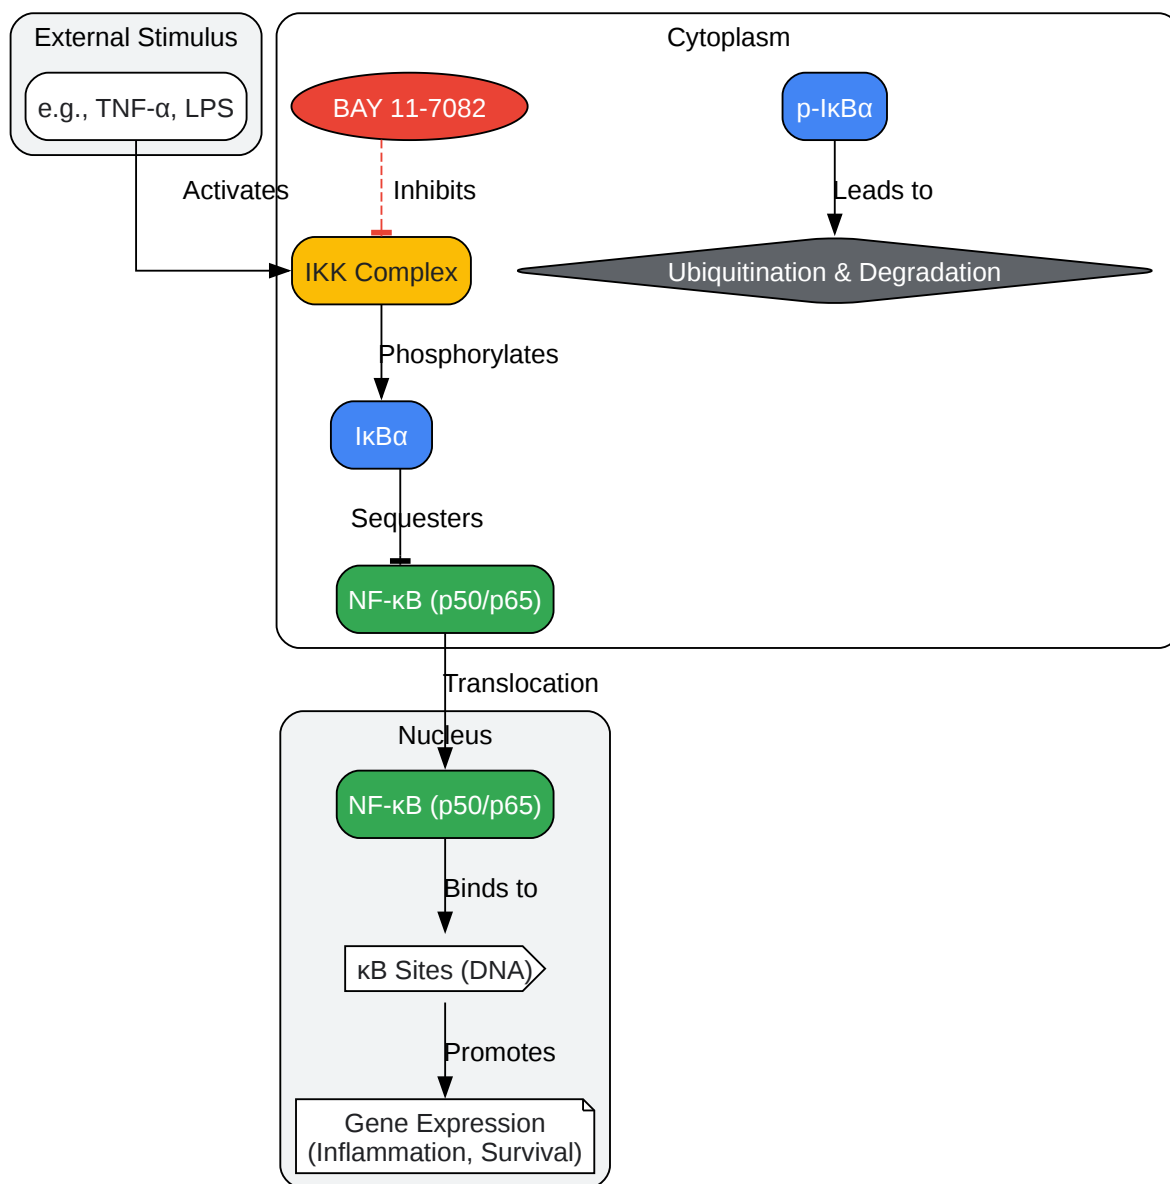 External Stimulus
Cytoplasm
e.g., TNF-α, LPS
BAY 11-7082
p-IκBα
Activates
Inhibits
Leads to
IKK Complex
Ubiquitination & Degradation
Phosphorylates
IκBα
Sequesters
NF-κB (p50/p65)
Translocation
Nucleus
NF-κB (p50/p65)
Binds to
κB Sites (DNA)
Promotes
Gene Expression
(Inflammation, Survival)